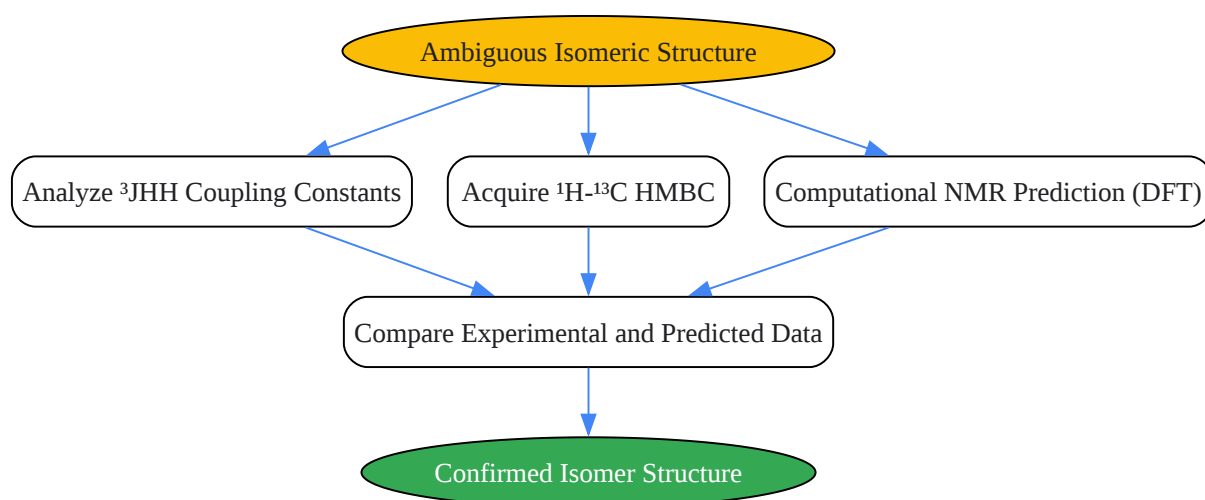 Ambiguous Isomeric Structure
Analyze ³JHH Coupling Constants
Acquire ¹H-¹³C HMBC
Computational NMR Prediction (DFT)
Compare Experimental and Predicted Data
Confirmed Isomer Structure